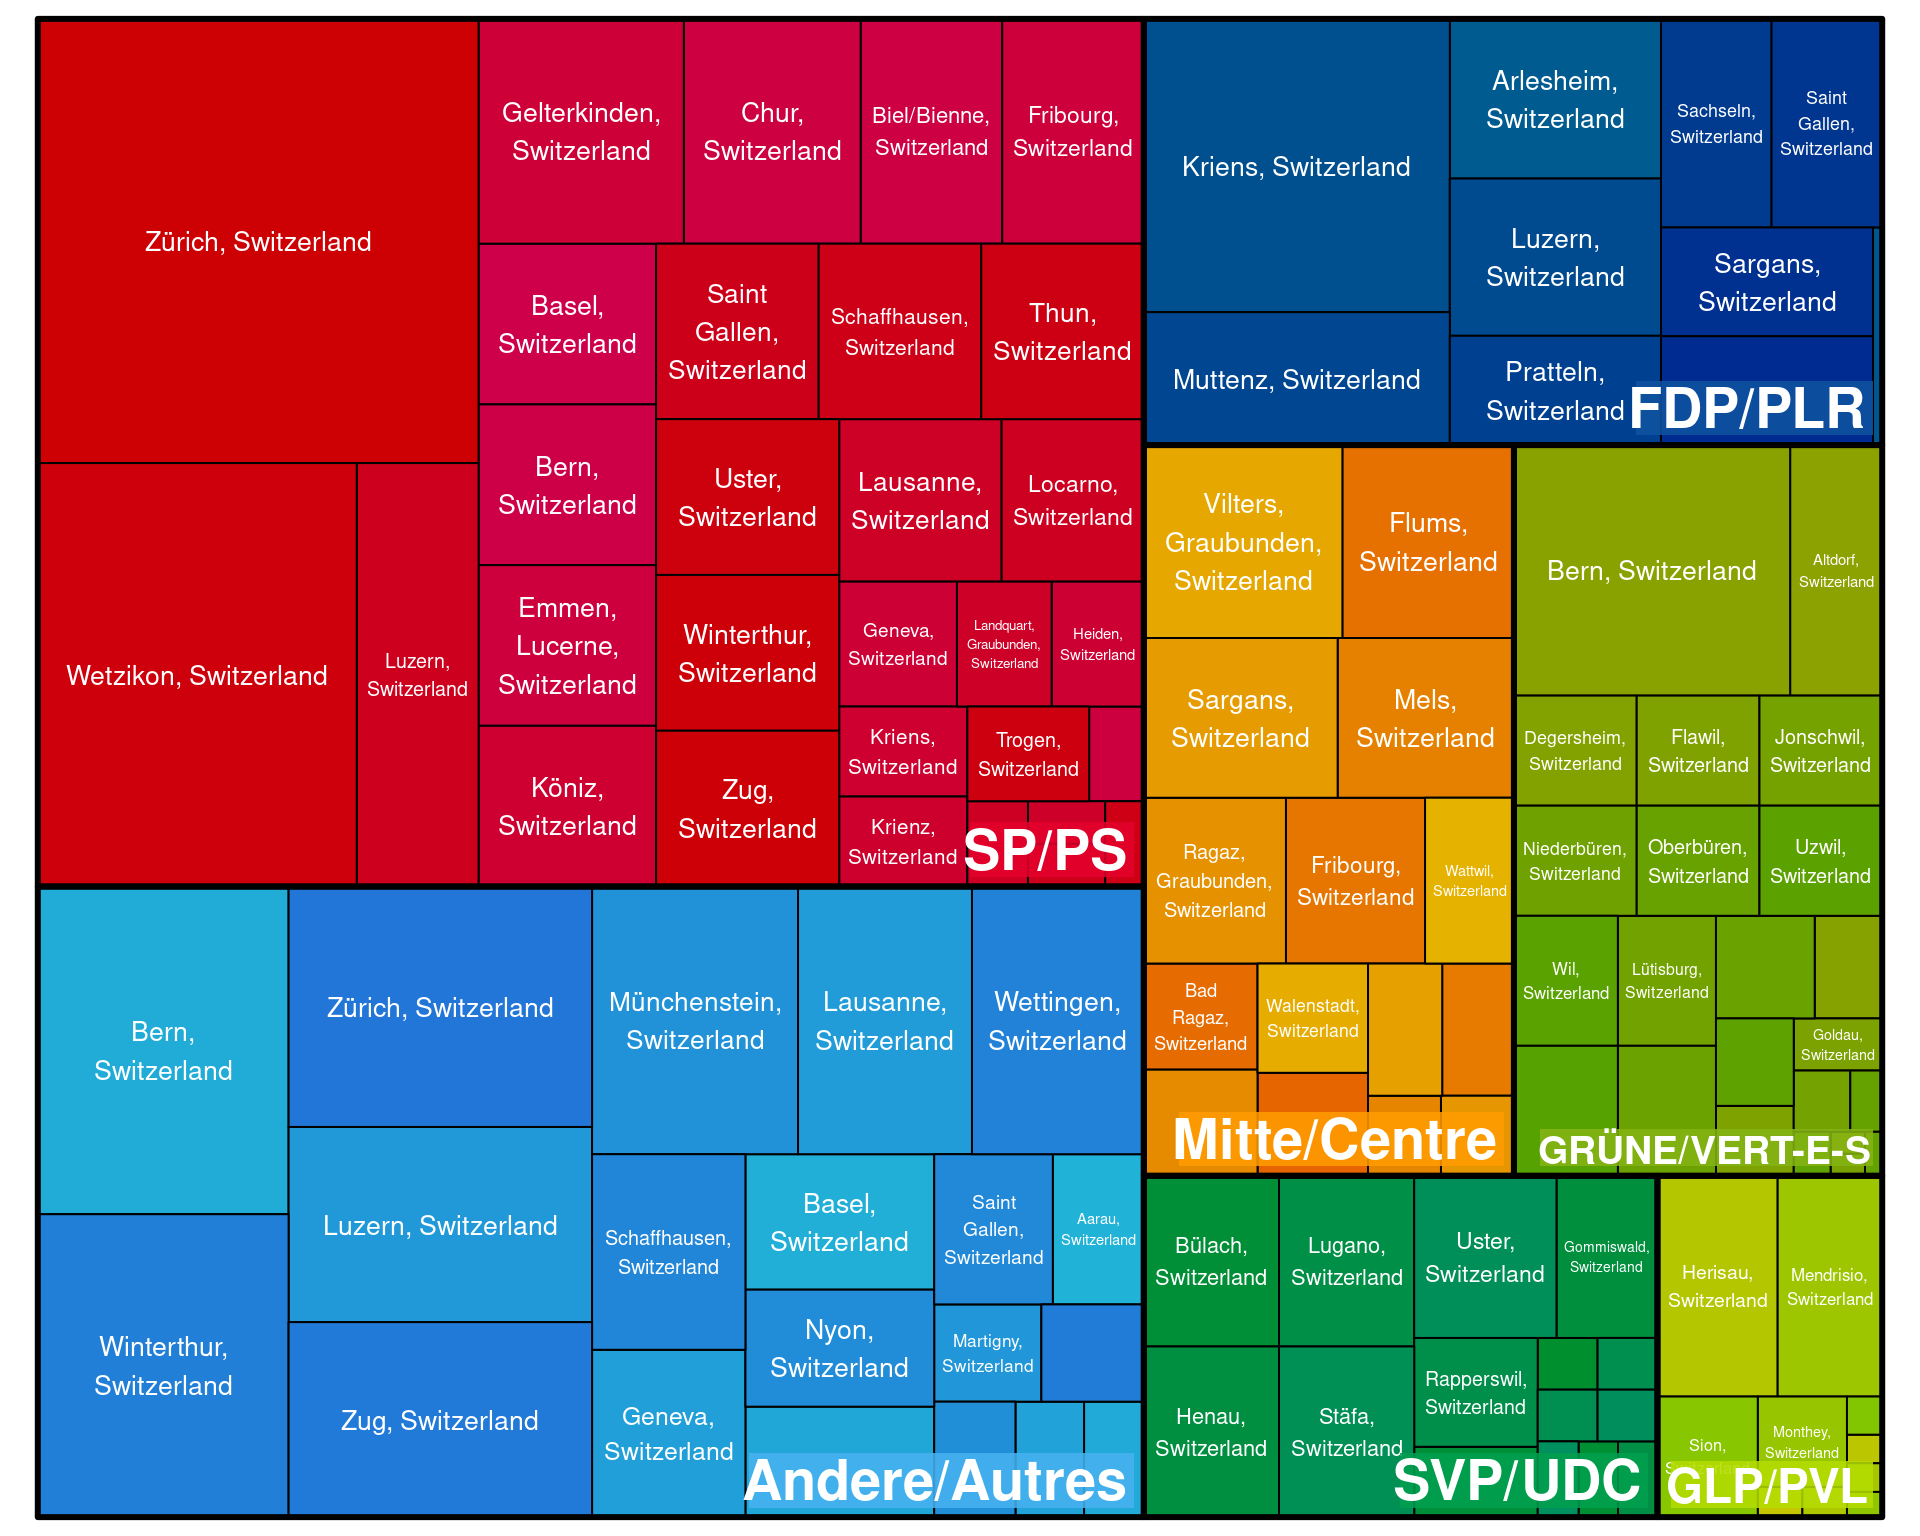 Zürich, Switzerland
Wetzikon, Switzerland
Luzern,
Switzerland
Gelterkinden,
Switzerland
Chur,
Switzerland
Biel/Bienne,
Switzerland
Fribourg,
Switzerland
Basel,
Switzerland
Bern,
Switzerland
Emmen,
Lucerne,
Switzerland
Köniz,
Switzerland
Saint
Gallen,
Switzerland
Schaffhausen,
Switzerland
Thun,
Switzerland
Uster,
Switzerland
Winterthur,
Switzerland
Zug,
Switzerland
Lausanne,
Switzerland
Locarno,
Switzerland
Geneva,
Switzerland
Landquart,
Graubunden,
Switzerland
Heiden,
Switzerland
Kriens,
Switzerland
Krienz,
Switzerland
Trogen,
Switzerland
SP/PS
Kriens, Switzerland
Muttenz, Switzerland
Arlesheim,
Switzerland
Luzern,
Switzerland
Pratteln,
Switzerland
Sachseln,
Switzerland
Saint
Gallen,
Switzerland
Sargans,
Switzerland
FDP/PLR
Vilters,
Graubunden,
Switzerland
Flums,
Switzerland
Sargans,
Switzerland
Mels,
Switzerland
Ragaz,
Graubunden,
Switzerland
Fribourg,
Switzerland
Wattwil,
Switzerland
Bad
Ragaz,
Switzerland
Walenstadt,
Switzerland
Mitte/Centre
Bern, Switzerland
Altdorf,
Switzerland
Degersheim,
Switzerland
Flawil,
Switzerland
Jonschwil,
Switzerland
Niederbüren,
Switzerland
Oberbüren,
Switzerland
Uzwil,
Switzerland
Wil,
Switzerland
Lütisburg,
Switzerland
Goldau,
Switzerland
GRÜNE/VERT-E-S
Bern,
Switzerland
Winterthur,
Switzerland
Zürich, Switzerland
Luzern, Switzerland
Zug, Switzerland
Münchenstein,
Switzerland
Lausanne,
Switzerland
Wettingen,
Switzerland
Schaffhausen,
Switzerland
Geneva,
Switzerland
Basel,
Switzerland
Nyon,
Switzerland
Saint
Gallen,
Switzerland
Aarau,
Switzerland
Martigny,
Switzerland
Andere/Autres
Bülach,
Switzerland
Henau,
Switzerland
Lugano,
Switzerland
Stäfa,
Switzerland
Uster,
Switzerland
Gommiswald,
Switzerland
Rapperswil,
Switzerland
SVP/UDC
Herisau,
Switzerland
Mendrisio,
Switzerland
Sion,
Monthey,
Switzerland
GLP/PVL